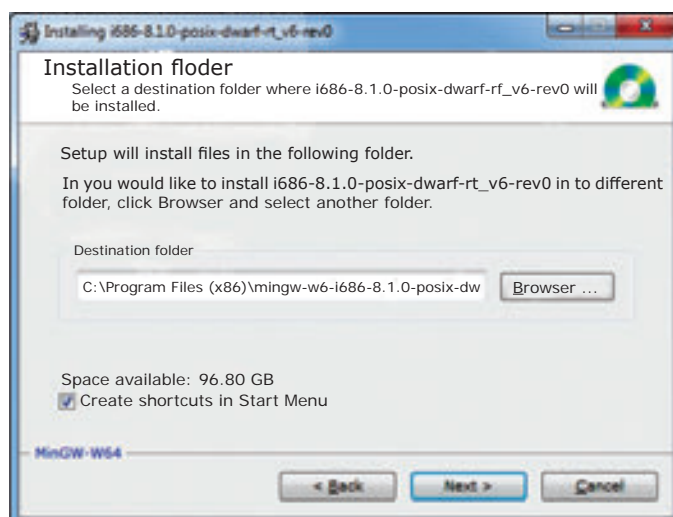 Installing i686-8.1.0-posix-dwarf-rt_v6-rev0
Installation floder
Select a destination folder where i686-8.1.0-posix-dwarf-rf_v6-rev0 will
be installed.
Setup will install files in the following folder.
In you would like to install i686-8.1.0-posix-dwarf-rt_v6-rev0 in to different
folder, click Browser and select another folder.
Destination folder
C:\Program Files (x86)\mingw-w6-i686-8.1.0-posix-dw
Browser ...
Space available: 96.80 GB
Create shortcuts in Start Menu
MinGW-W64
< Back
Next >
Cancel